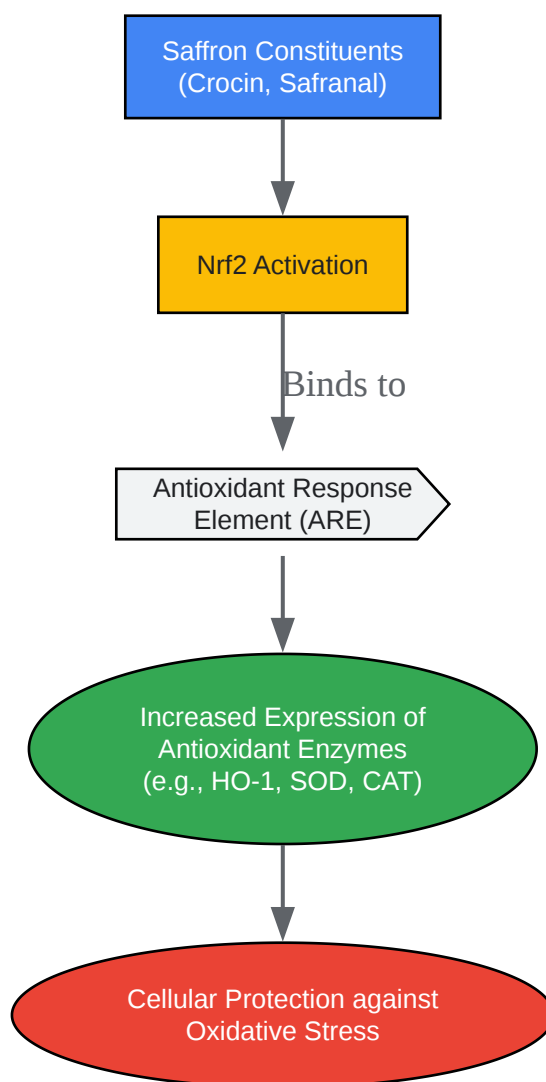 Saffron Constituents
(Crocin, Safranal)
Nrf2 Activation
Binds to
Antioxidant Response
Element (ARE)
Increased Expression of
Antioxidant Enzymes
(e.g., HO-1, SOD, CAT)
Cellular Protection against
Oxidative Stress